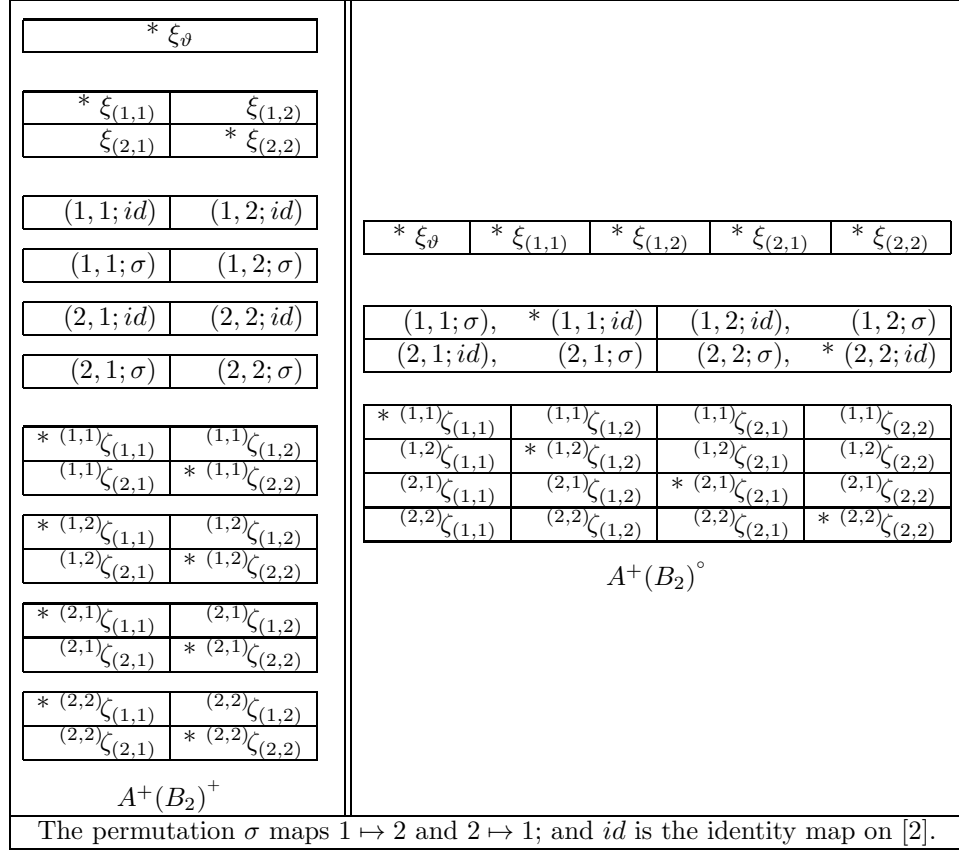 * ξ_ϑ
* ξ_(1,1) ξ_(1,2)
ξ_(2,1) * ξ_(2,2)
(1, 1; id) (1, 2; id)
(1, 1; σ) (1, 2; σ)
(2, 1; id) (2, 2; id)
(2, 1; σ) (2, 2; σ)
* ^(1,1)ζ_(1,1) ^(1,1)ζ_(1,2)
^(1,1)ζ_(2,1) * ^(1,1)ζ_(2,2)
* ^(1,2)ζ_(1,1) ^(1,2)ζ_(1,2)
^(1,2)ζ_(2,1) * ^(1,2)ζ_(2,2)
* ^(2,1)ζ_(1,1) ^(2,1)ζ_(1,2)
^(2,1)ζ_(2,1) * ^(2,1)ζ_(2,2)
* ^(2,2)ζ_(1,1) ^(2,2)ζ_(1,2)
^(2,2)ζ_(2,1) * ^(2,2)ζ_(2,2)
A^+(B_2)^+
* ξ_ϑ * ξ_(1,1) * ξ_(1,2) * ξ_(2,1) * ξ_(2,2)
(1, 1; σ), * (1, 1; id) (1, 2; id), (1, 2; σ)
(2, 1; id), (2, 1; σ) (2, 2; σ), * (2, 2; id)
* ^(1,1)ζ_(1,1) ^(1,1)ζ_(1,2) ^(1,1)ζ_(2,1) ^(1,1)ζ_(2,2)
^(1,2)ζ_(1,1) * ^(1,2)ζ_(1,2) ^(1,2)ζ_(2,1) ^(1,2)ζ_(2,2)
^(2,1)ζ_(1,1) ^(2,1)ζ_(1,2) * ^(2,1)ζ_(2,1) ^(2,1)ζ_(2,2)
^(2,2)ζ_(1,1) ^(2,2)ζ_(1,2) ^(2,2)ζ_(2,1) * ^(2,2)ζ_(2,2)
A^+(B_2)^∘
The permutation σ maps 1 ↦ 2 and 2 ↦ 1; and id is the identity map on [2].